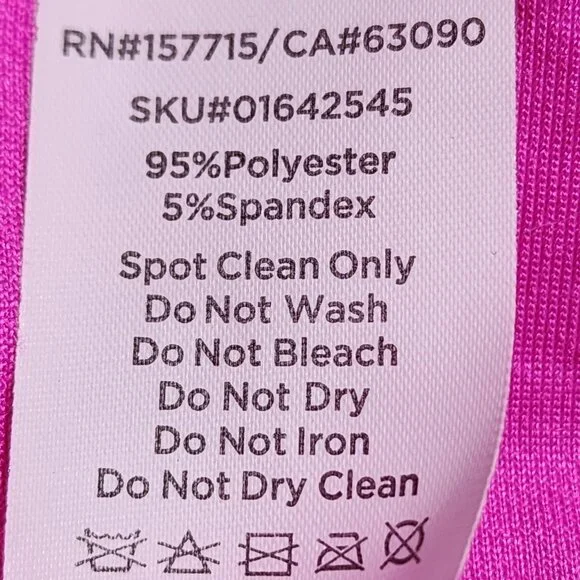 RN#157715/CA#63090
SKU#01642545
95%Polyester
5%Spandex
Spot Clean Only
Do Not Wash
Do Not Bleach
Do Not Dry
Do Not Iron
Do Not Dry Clean